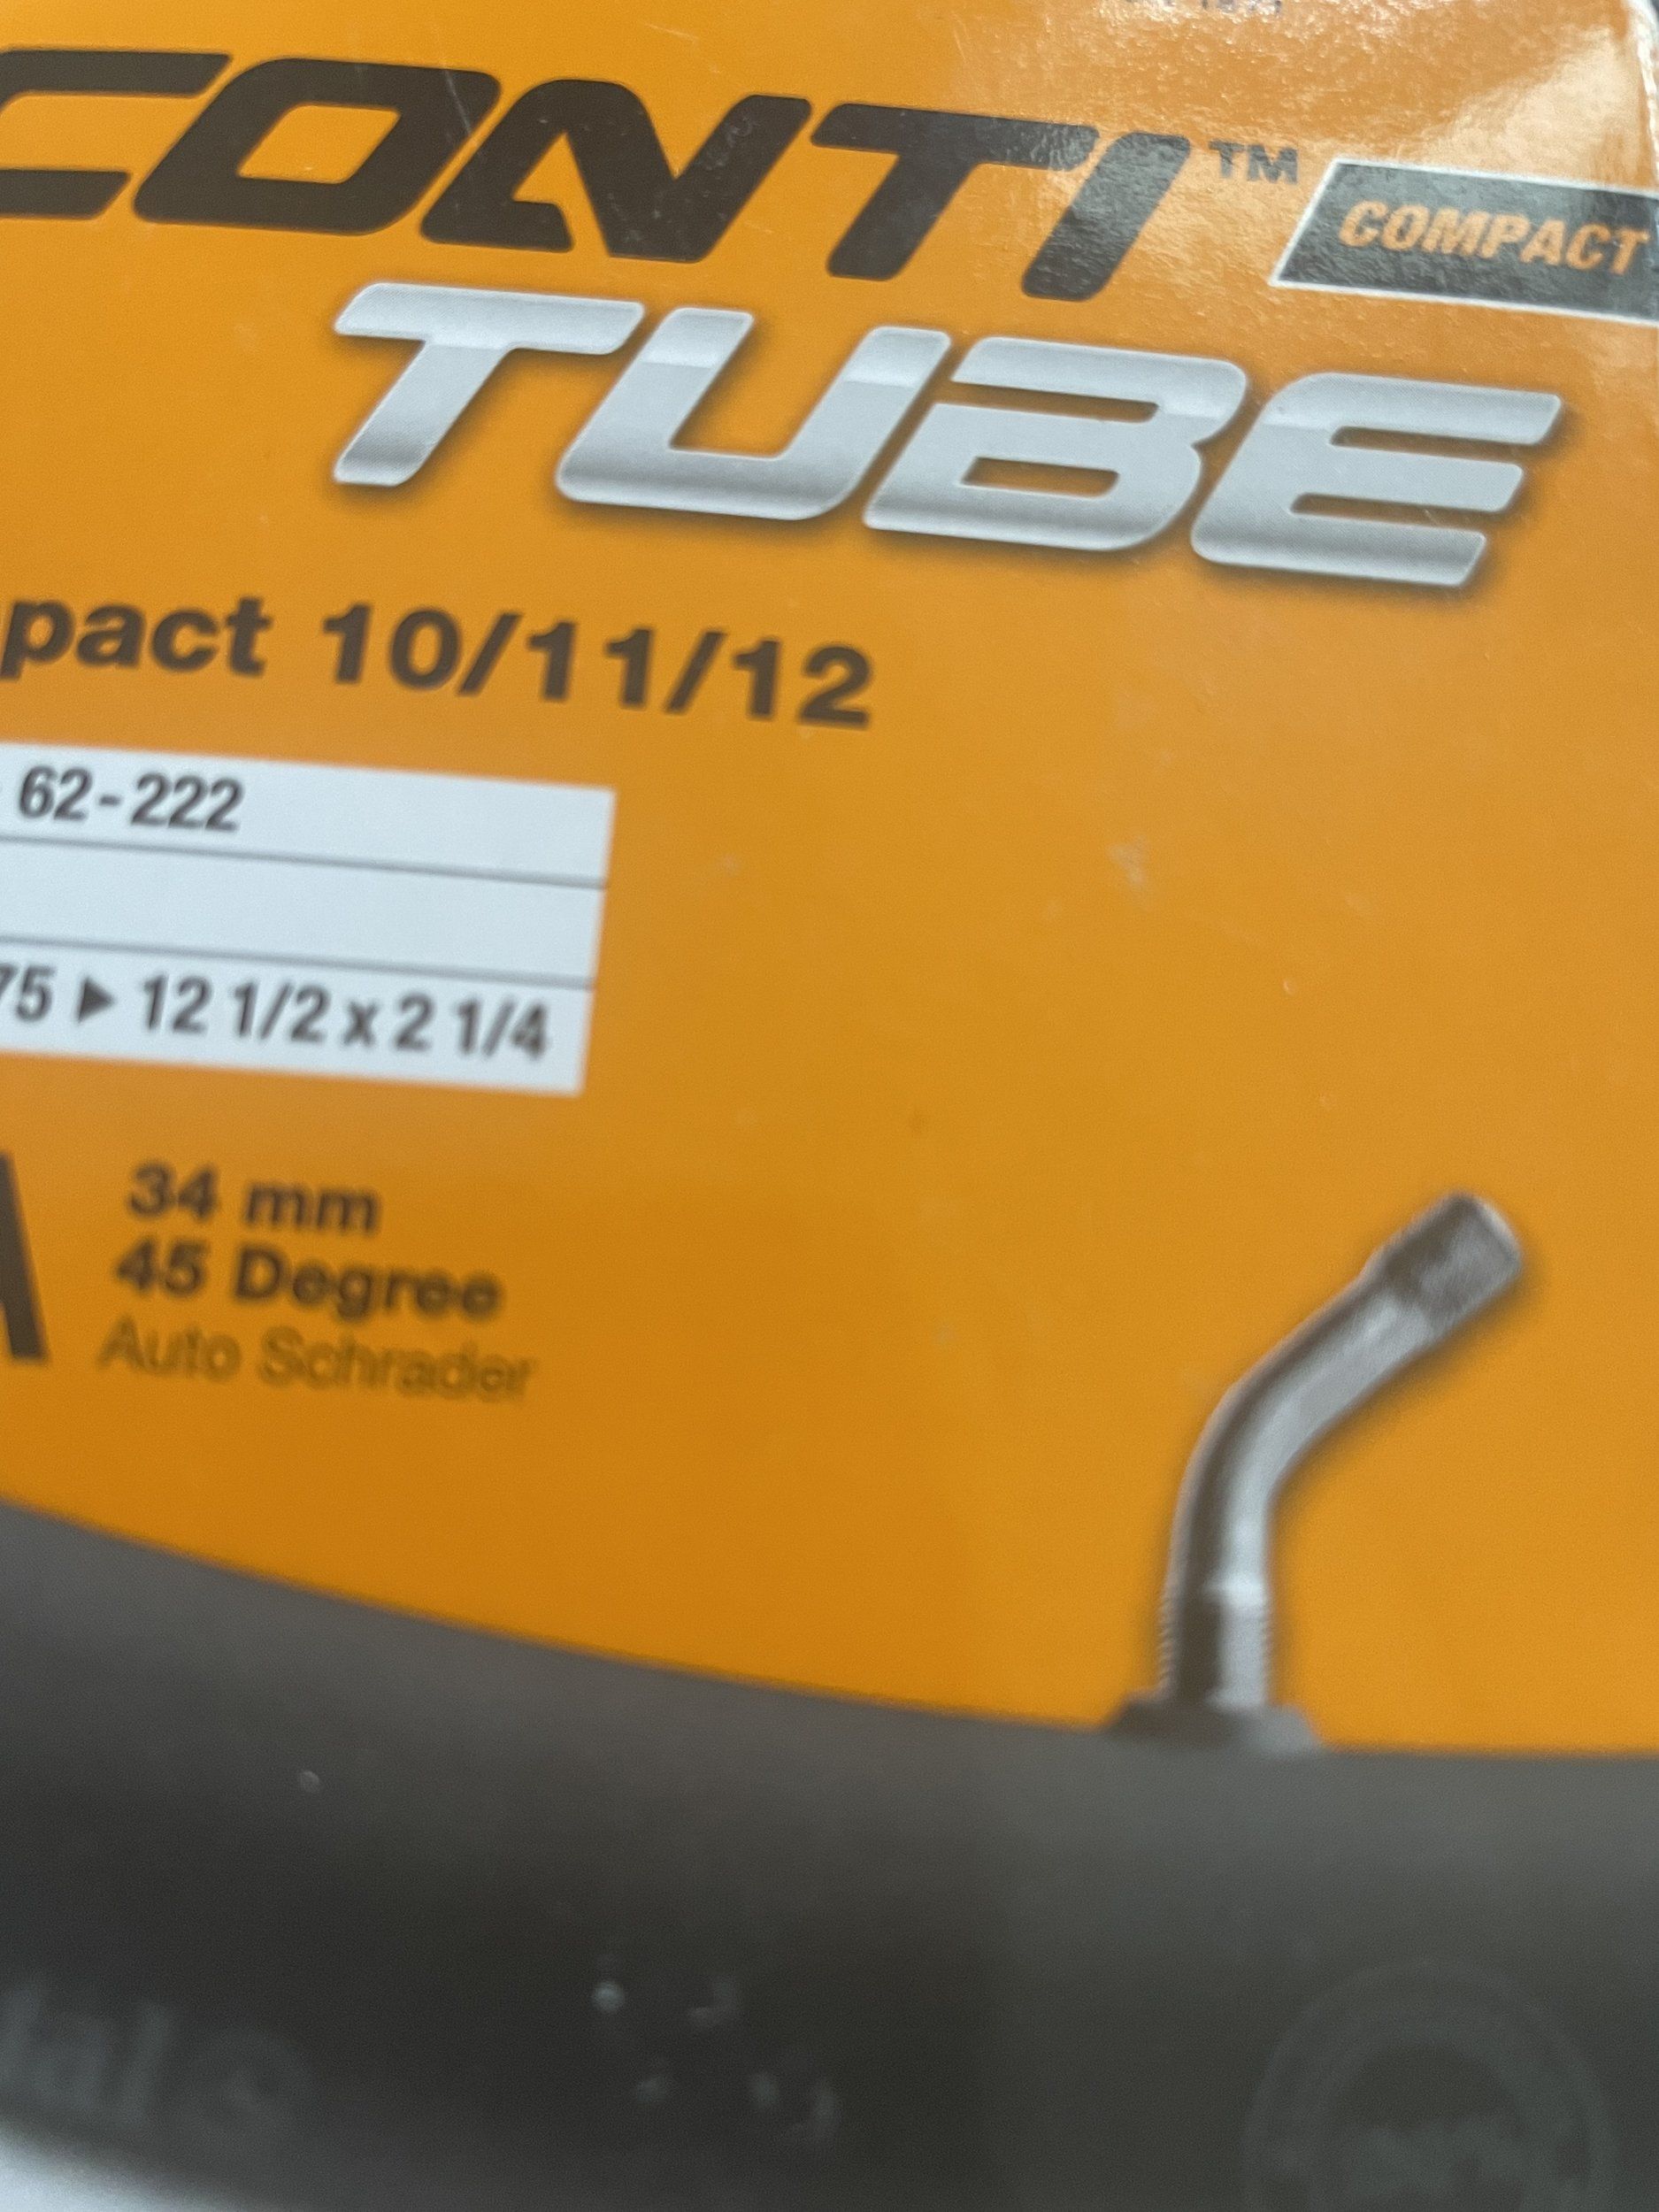 CONTI™
COMPACT
TUBE
pact 10/11/12
62-222
75 ▶ 12 1/2 x 2 1/4
A
34 mm
45 Degree
Auto Schrader